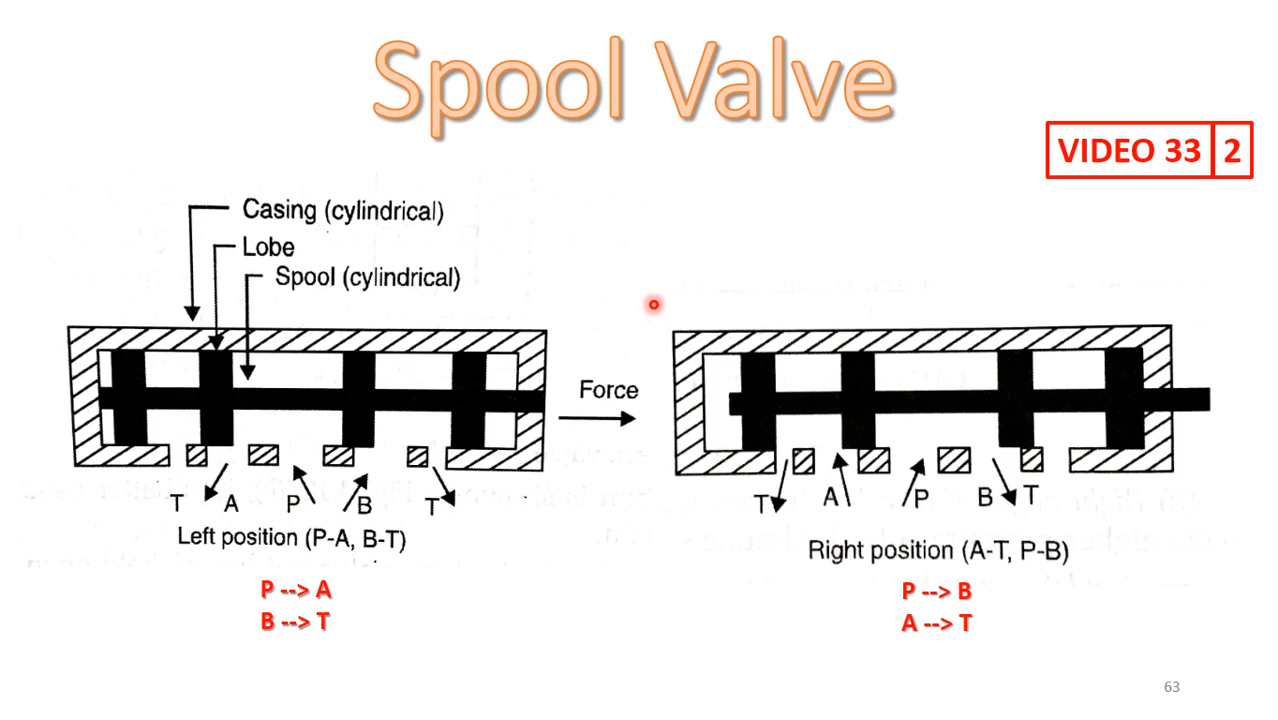 Spool Valve
VIDEO 33 2
Casing (cylindrical)
Lobe
Spool (cylindrical)
Force
T A P B T
Left position (P-A, B-T)
P --> A
B --> T
T A P B T
Right position (A-T, P-B)
P --> B
A --> T
63